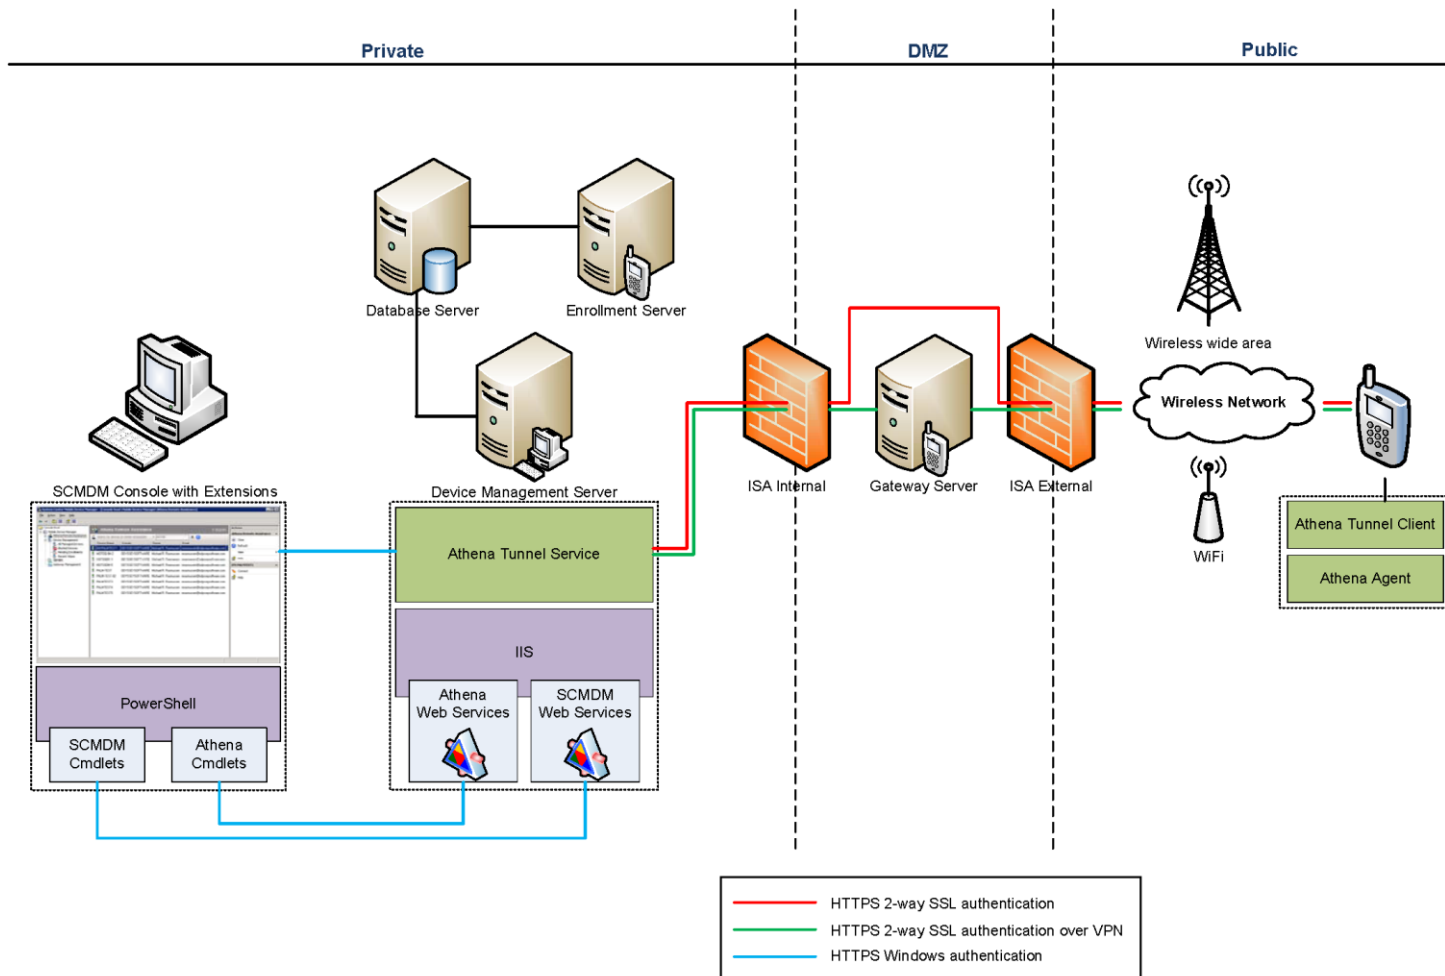 Private
DMZ
Public
Database Server
Enrollment Server
Wireless wide area
Wireless Network
SCMDM Console with Extensions
Device Management Server
ISA Internal
Gateway Server
ISA External
WiFi
Athena Tunnel Service
Athena Tunnel Client
Athena Agent
IIS
PowerShell
Athena
Web Services
SCMDM
Web Services
SCMDM
Cmdlets
Athena
Cmdlets
HTTPS 2-way SSL authentication
HTTPS 2-way SSL authentication over VPN
HTTPS Windows authentication